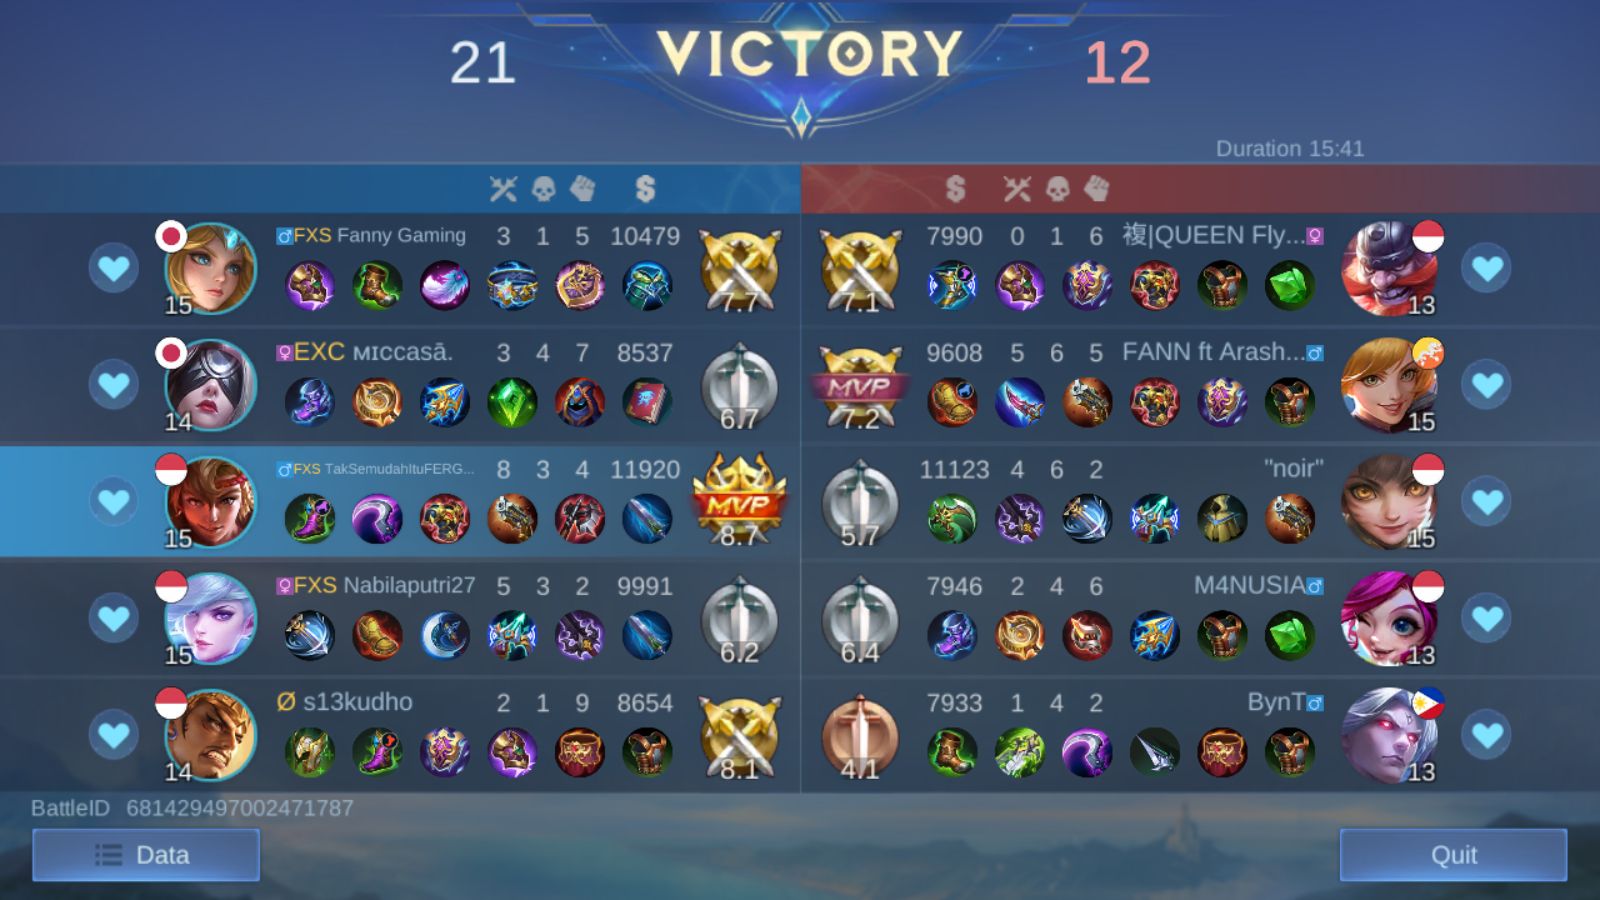 21 VICTORY 12
Duration 15:41
FXS Fanny Gaming 3 1 5 10479 7.7
15
7.1 7990 0 1 6 複|QUEEN Fly...
13
EXC мɪccasā. 3 4 7 8537 6.7
14
MVP 7.2 9608 5 6 5 FANN ft Arash...
15
FXS TakSemudahItuFERG... 3 8 4 11920 MVP 8.7
15
5.7 11123 4 6 2 "noir"
15
FXS Nabilaputri27 5 3 2 9991 6.2
15
6.4 7946 2 4 6 M4NUSIA
13
Ø s13kudho 2 1 9 8654 8.1
14
4.1 7933 1 4 2 BynT
13
BattleID 681429497002471787
Data
Quit